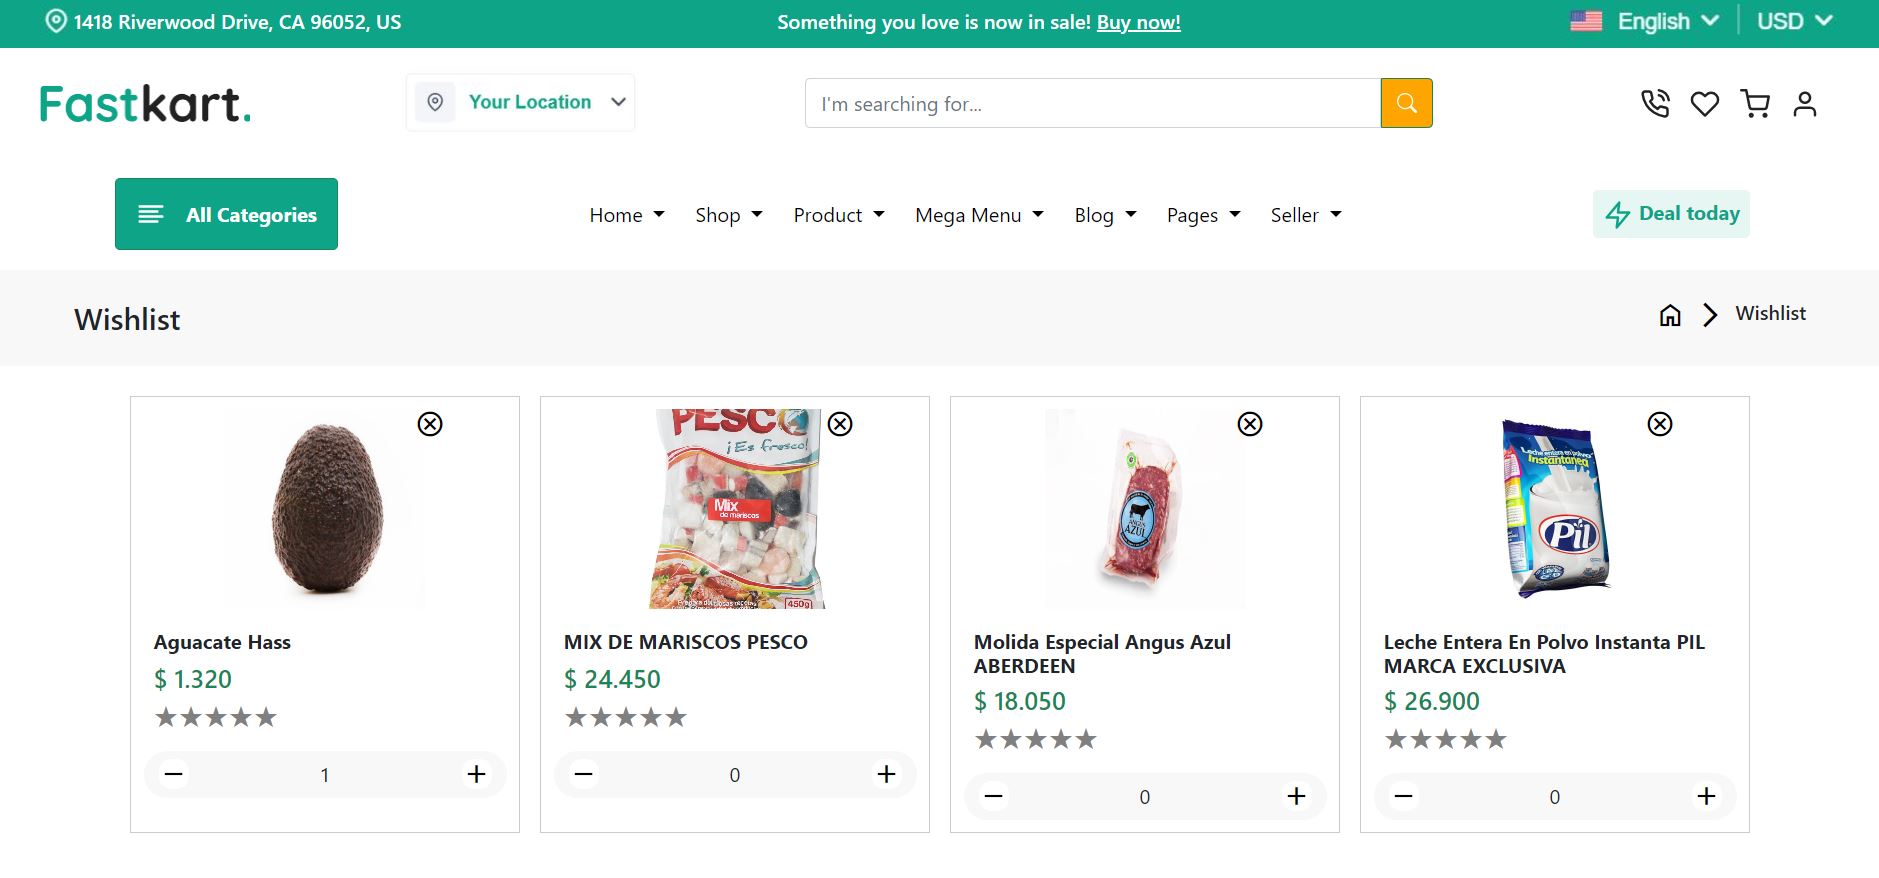 1418 Riverwood Drive, CA 96052, US
Something you love is now in sale! Buy now!
English
USD
Fastkart.
Your Location
I'm searching for...
All Categories
Home
Shop
Product
Mega Menu
Blog
Pages
Seller
Deal today
Wishlist
Wishlist
PESCO
¡Es fresco!
Mix
de mariscos
450g
ANGUS
AZUL
Leche entera en polvo
Instantánea
Pil
Aguacate Hass
$ 1.320
1
MIX DE MARISCOS PESCO
$ 24.450
0
Molida Especial Angus Azul
ABERDEEN
$ 18.050
0
Leche Entera En Polvo Instanta PIL
MARCA EXCLUSIVA
$ 26.900
0